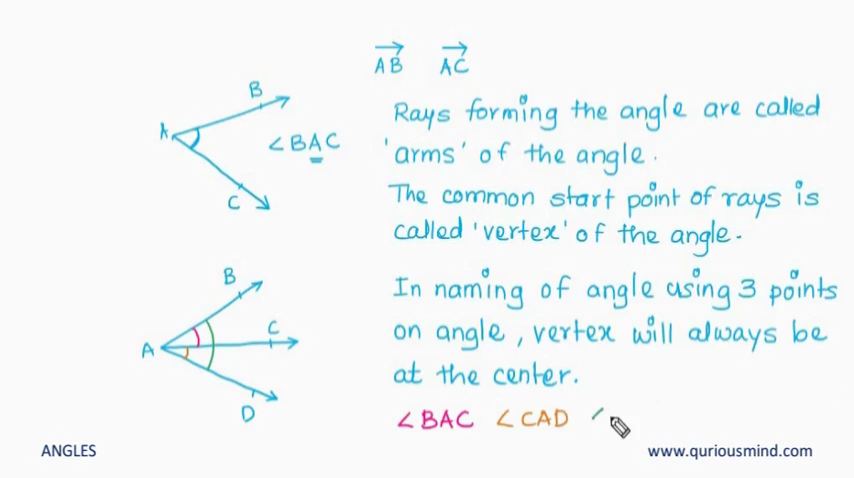 AB AC
B
A
∠BAC
C
Rays forming the angle are called
'arms' of the angle.
The common start point of rays is
called 'vertex' of the angle.
B
C
A
D
In naming of angle using 3 points
on angle, vertex will always be
at the center.
∠BAC ∠CAD
ANGLES
www.quriousmind.com